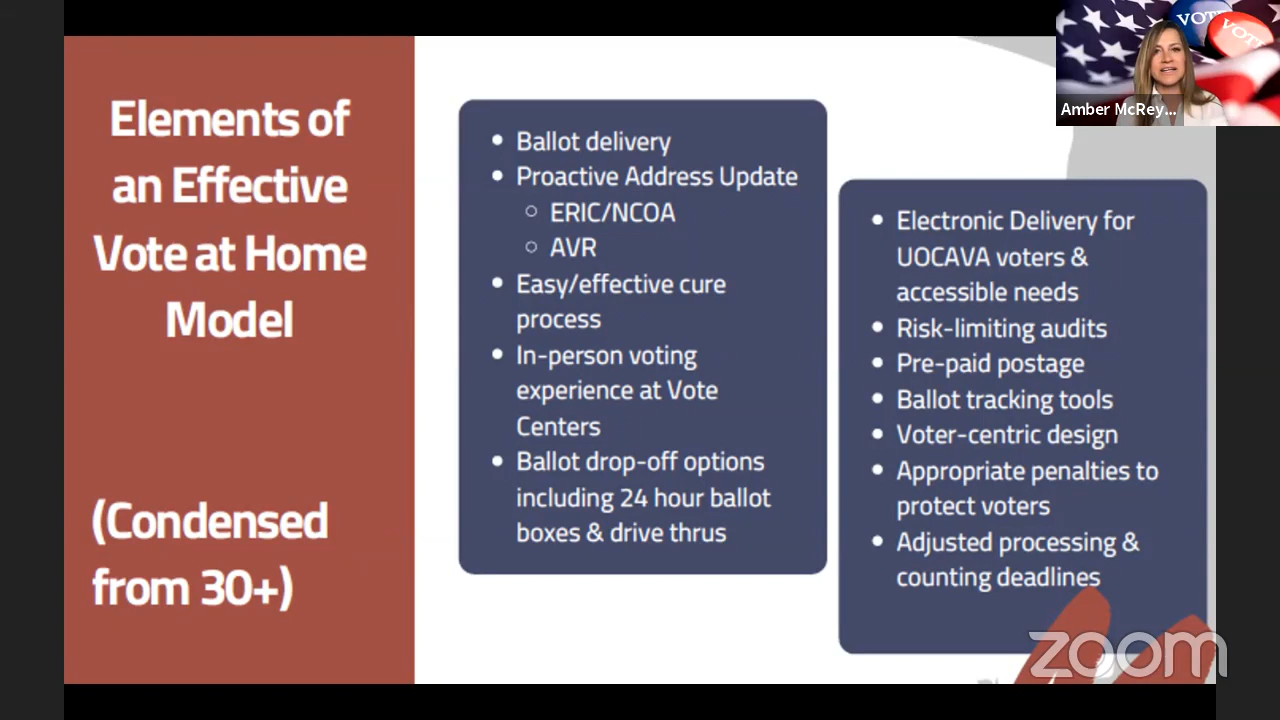 Elements of
an Effective
Vote at Home
Model
(Condensed
from 30+)
• Ballot delivery
• Proactive Address Update
○ ERIC/NCOA
○ AVR
• Easy/effective cure
process
• In-person voting
experience at Vote
Centers
• Ballot drop-off options
including 24 hour ballot
boxes & drive thrus
• Electronic Delivery for
UOCAVA voters &
accessible needs
• Risk-limiting audits
• Pre-paid postage
• Ballot tracking tools
• Voter-centric design
• Appropriate penalties to
protect voters
• Adjusted processing &
counting deadlines
VOTE
VOTE
Amber McRey...
zoom